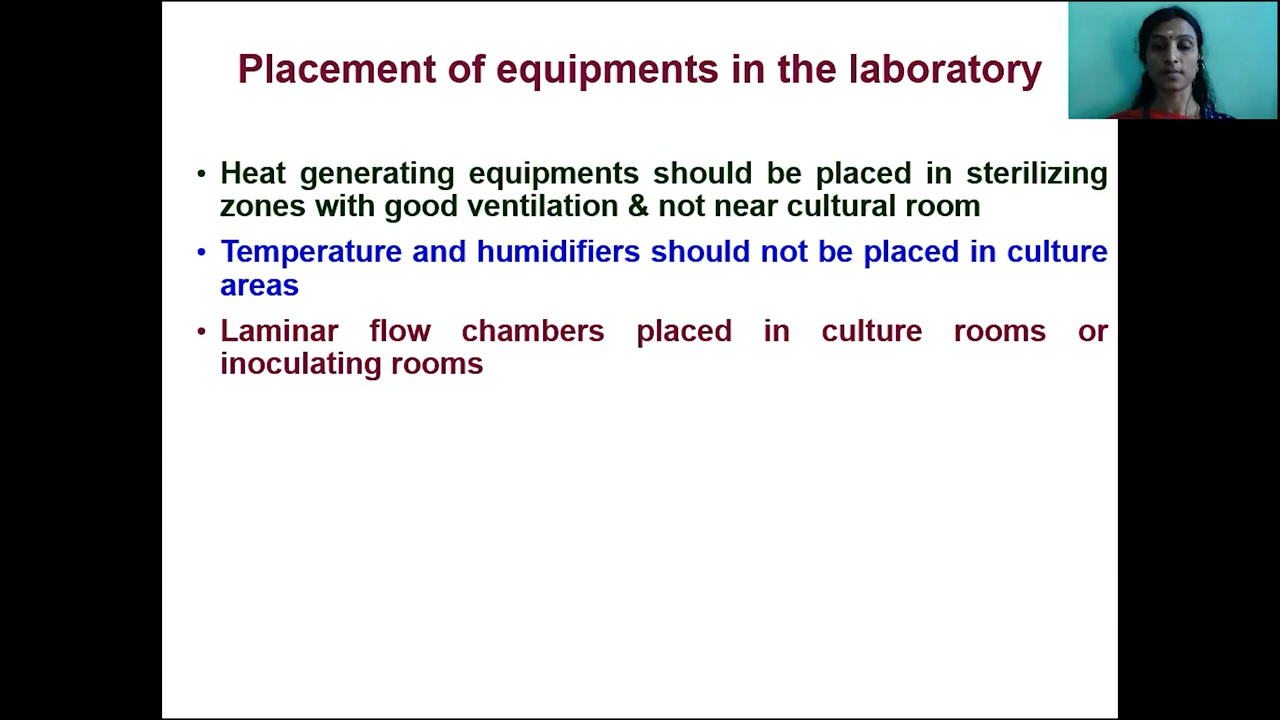 Placement of equipments in the laboratory
• Heat generating equipments should be placed in sterilizing
zones with good ventilation & not near cultural room
• Temperature and humidifiers should not be placed in culture
areas
• Laminar flow chambers placed in culture rooms or
inoculating rooms